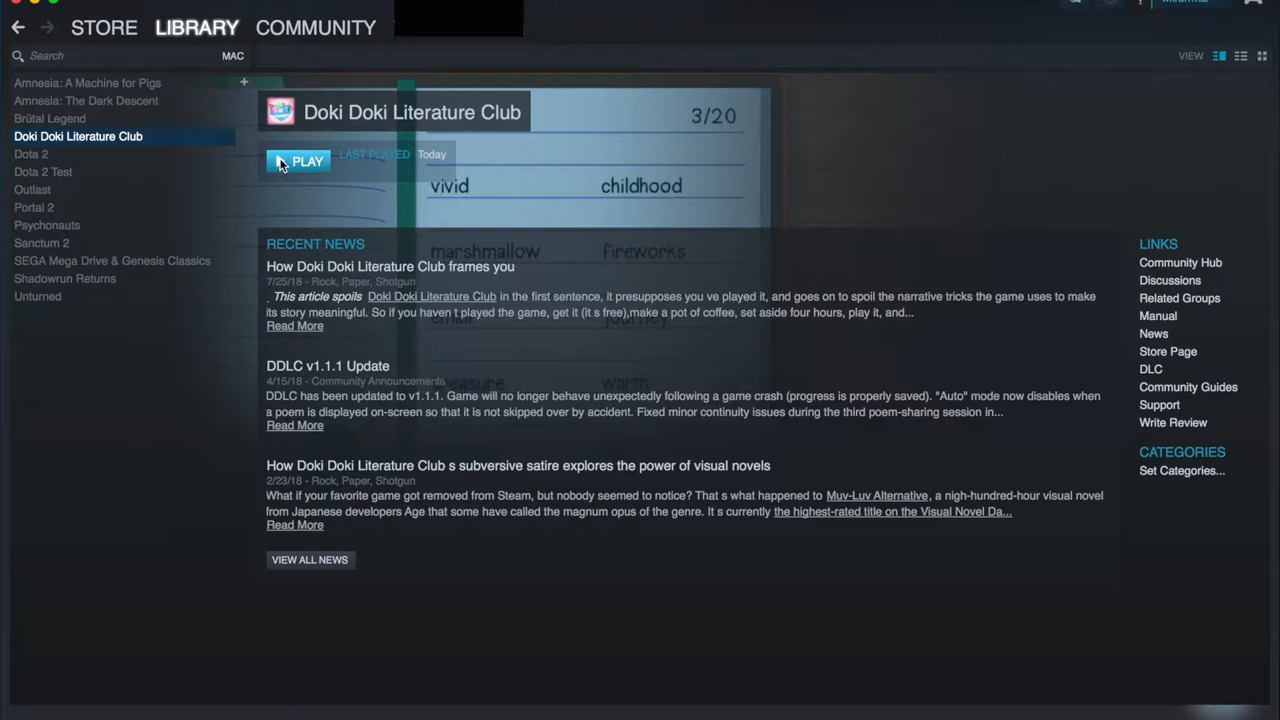 STORE LIBRARY COMMUNITY
Search MAC VIEW
Amnesia: A Machine for Pigs +
Amnesia: The Dark Descent
Brütal Legend
Doki Doki Literature Club
Dota 2
Dota 2 Test
Outlast
Portal 2
Psychonauts
Sanctum 2
SEGA Mega Drive & Genesis Classics
Shadowrun Returns
Unturned
Doki Doki Literature Club
3/20
PLAY LAST PLAYED Today
vivid childhood
marshmallow fireworks
journey
warm
RECENT NEWS
How Doki Doki Literature Club frames you
7/25/18 - Rock, Paper, Shotgun
. This article spoils Doki Doki Literature Club in the first sentence, it presupposes you ve played it, and goes on to spoil the narrative tricks the game uses to make
its story meaningful. So if you haven t played the game, get it (it s free),make a pot of coffee, set aside four hours, play it, and...
Read More
DDLC v1.1.1 Update
4/15/18 - Community Announcements
DDLC has been updated to v1.1.1. Game will no longer behave unexpectedly following a game crash (progress is properly saved). "Auto" mode now disables when
a poem is displayed on-screen so that it is not skipped over by accident. Fixed minor continuity issues during the third poem-sharing session in...
Read More
How Doki Doki Literature Club s subversive satire explores the power of visual novels
2/23/18 - Rock, Paper, Shotgun
What if your favorite game got removed from Steam, but nobody seemed to notice? That s what happened to Muv-Luv Alternative, a nigh-hundred-hour visual novel
from Japanese developers Age that some have called the magnum opus of the genre. It s currently the highest-rated title on the Visual Novel Da...
Read More
VIEW ALL NEWS
LINKS
Community Hub
Discussions
Related Groups
Manual
News
Store Page
DLC
Community Guides
Support
Write Review
CATEGORIES
Set Categories...